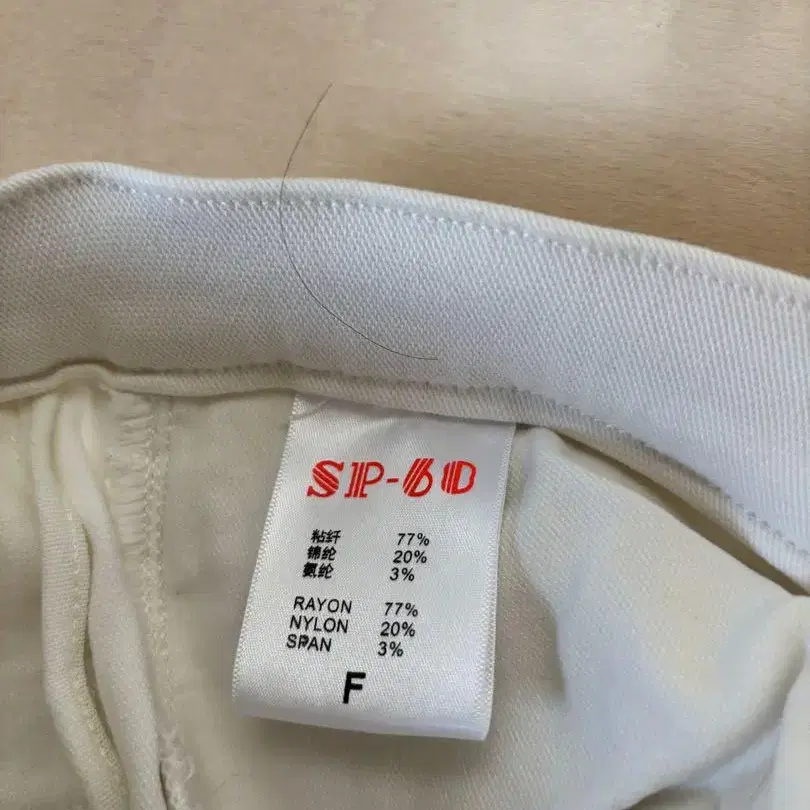 SP-60
粘纤 77%
锦纶 20%
氨纶 3%
RAYON 77%
NYLON 20%
SPAN 3%
F